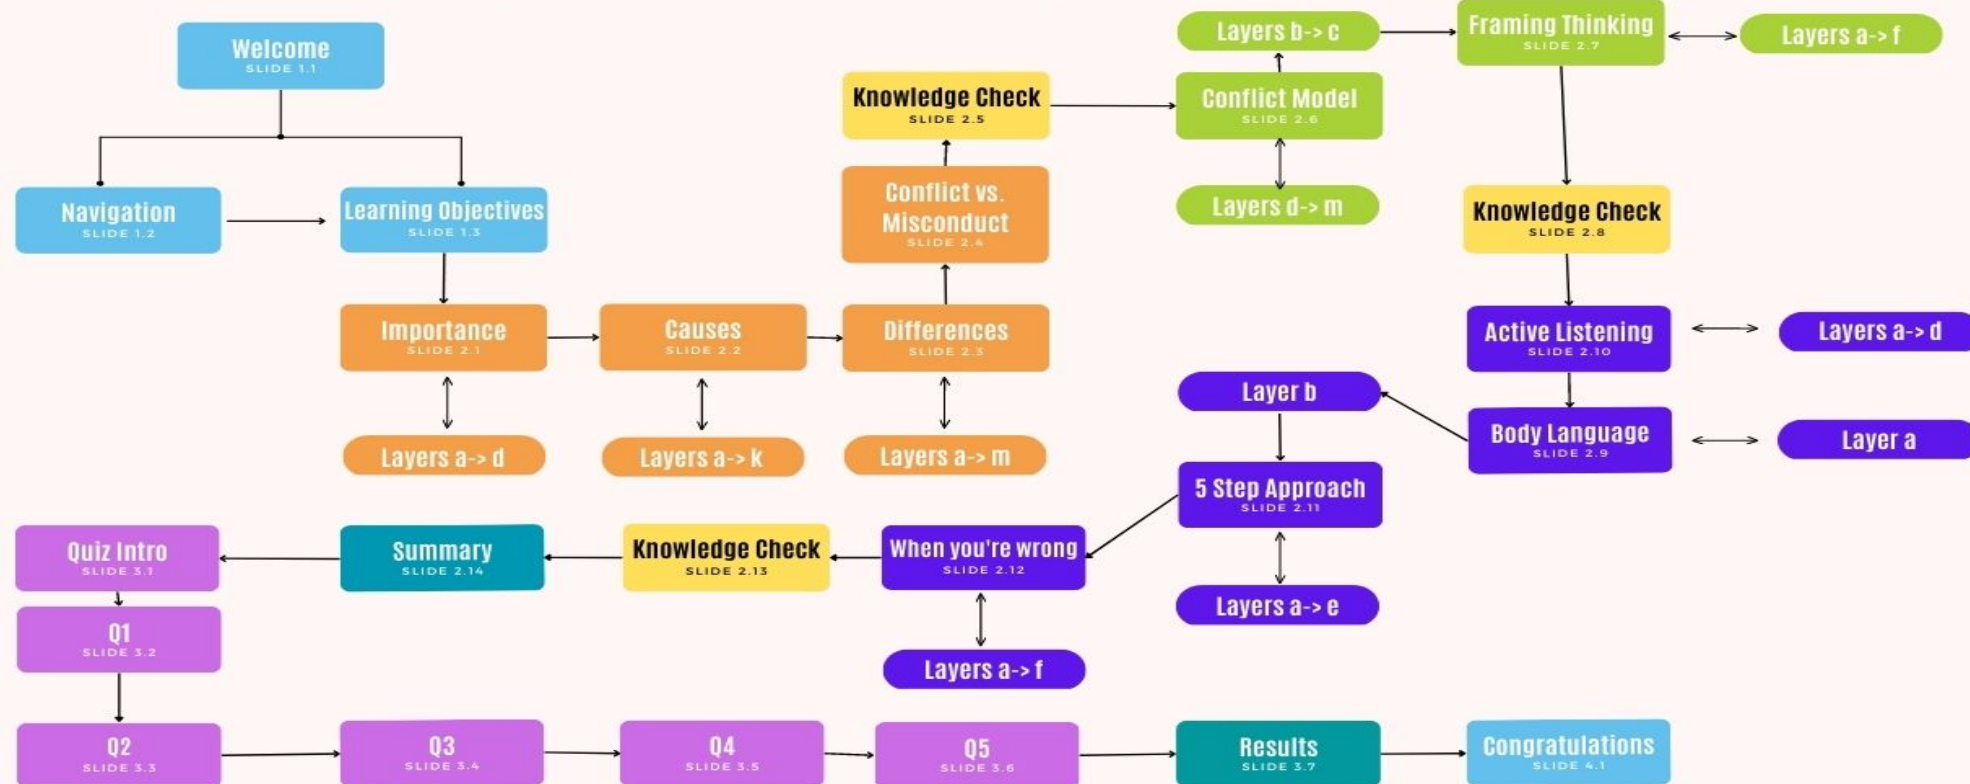 Welcome
SLIDE 1.1
Navigation
SLIDE 1.2
Learning Objectives
SLIDE 1.3
Importance
SLIDE 2.1
Layers a-> d
Causes
SLIDE 2.2
Layers a-> k
Differences
SLIDE 2.3
Layers a-> m
Conflict vs.
Misconduct
SLIDE 2.4
Knowledge Check
SLIDE 2.5
Conflict Model
SLIDE 2.6
Layers b-> c
Layers d-> m
Framing Thinking
SLIDE 2.7
Layers a-> f
Knowledge Check
SLIDE 2.8
Active Listening
SLIDE 2.10
Layers a-> d
Body Language
SLIDE 2.9
Layer a
Layer b
5 Step Approach
SLIDE 2.11
Layers a-> e
When you're wrong
SLIDE 2.12
Layers a-> f
Knowledge Check
SLIDE 2.13
Summary
SLIDE 2.14
Quiz Intro
SLIDE 3.1
Q1
SLIDE 3.2
Q2
SLIDE 3.3
Q3
SLIDE 3.4
Q4
SLIDE 3.5
Q5
SLIDE 3.6
Results
SLIDE 3.7
Congratulations
SLIDE 4.1